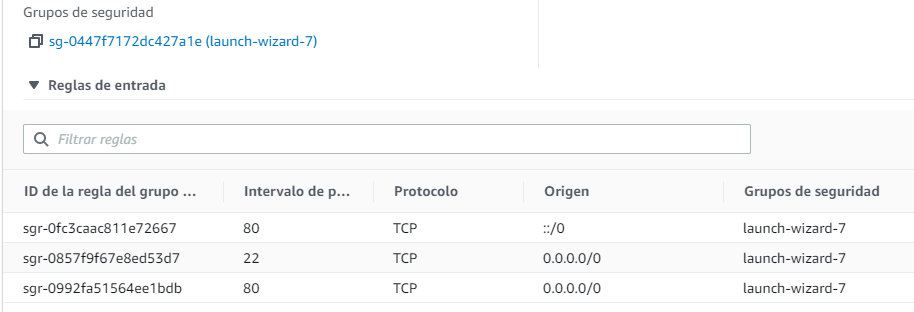 Grupos de seguridad
sg-0447f7172dc427a1e (launch-wizard-7)
Reglas de entrada
Filtrar reglas
ID de la regla del grupo ... Intervalo de p... Protocolo Origen Grupos de seguridad
sgr-0fc3caac811e72667 80 TCP ::/0 launch-wizard-7
sgr-0857f9f67e8ed53d7 22 TCP 0.0.0.0/0 launch-wizard-7
sgr-0992fa51564ee1bdb 80 TCP 0.0.0.0/0 launch-wizard-7